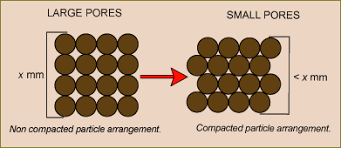 LARGE PORES
SMALL PORES
x mm
< x mm
Non compacted particle arrangement.
Compacted particle arrangement.